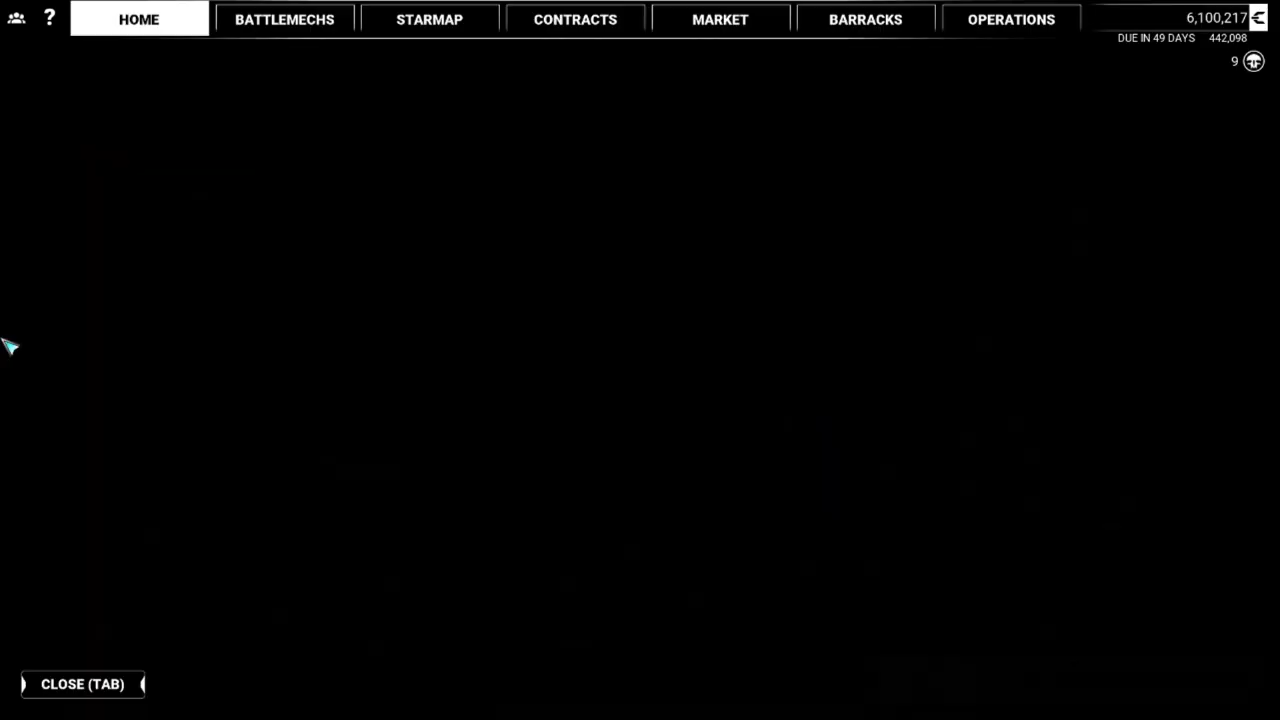 ? HOME BATTLEMECHS STARMAP CONTRACTS MARKET BARRACKS OPERATIONS 6,100,217
DUE IN 49 DAYS 442,098
9
CLOSE (TAB)